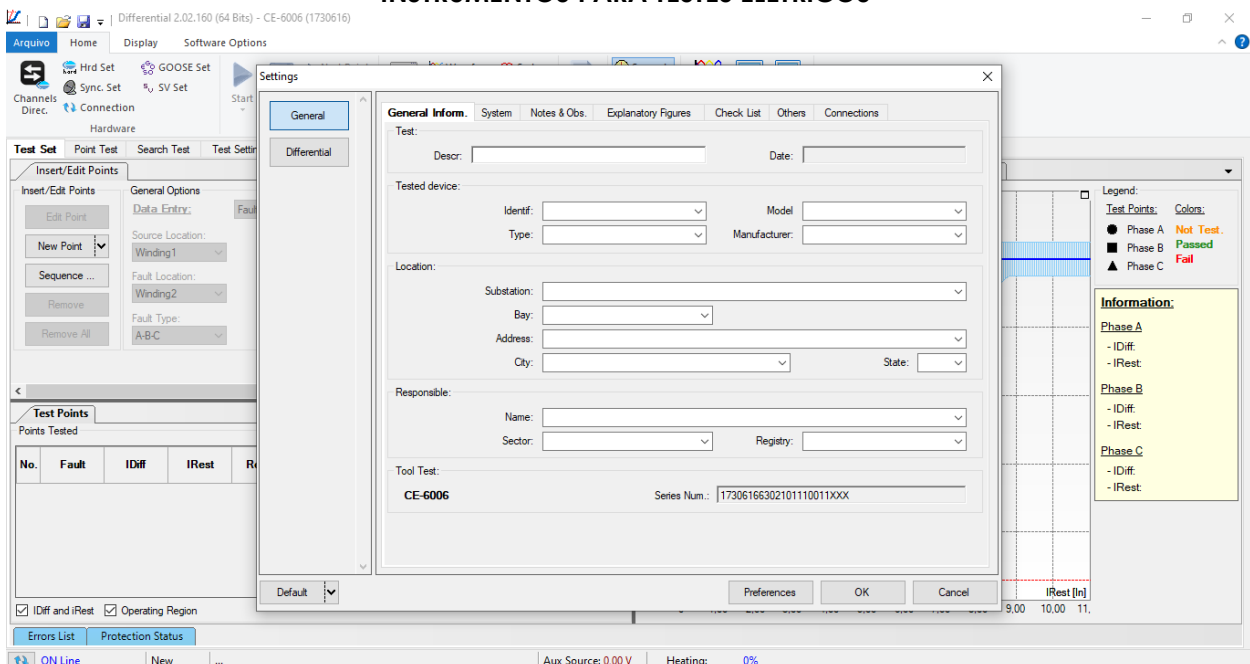 INSTRUMENTOS PARA TESTES ELÉTRICOS
Differential 2.02.160 (64 Bits) - CE-6006 (1730616)
Arquivo Home Display Software Options
Hrd Set GOOSE Set
Sync. Set SV Set
Channels Direc. Connection Start
Hardware
Test Set Point Test Search Test Test Settin
Insert/Edit Points
Insert/Edit Points General Options
Edit Point Data Entry: Fault
New Point Source Location:
Winding1
Sequence ... Fault Location:
Winding2
Remove
Fault Type:
Remove All A-B-C
Test Points
Points Tested
No. Fault IDiff IRest
IDiff and iRest Operating Region
Errors List Protection Status
ON Line New ... Aux Source: 0.00 V Heating: 0%
Settings
General
Differential
General Inform. System Notes & Obs. Explanatory Figures Check List Others Connections
Test:
Descr: Date:
Tested device:
Identif: Model
Type: Manufacturer:
Location:
Substation:
Bay:
Address:
City: State:
Responsible:
Name:
Sector: Registry:
Tool Test:
CE-6006 Series Num.: 17306166302101110011XXX
Default Preferences OK Cancel
Legend:
Test Points: Colors:
Phase A Not Test.
Phase B Passed
Phase C Fail
Information:
Phase A
- IDiff:
- IRest:
Phase B
- IDiff:
- IRest:
Phase C
- IDiff:
- IRest:
IRest [In]
9,00 10,00 11,